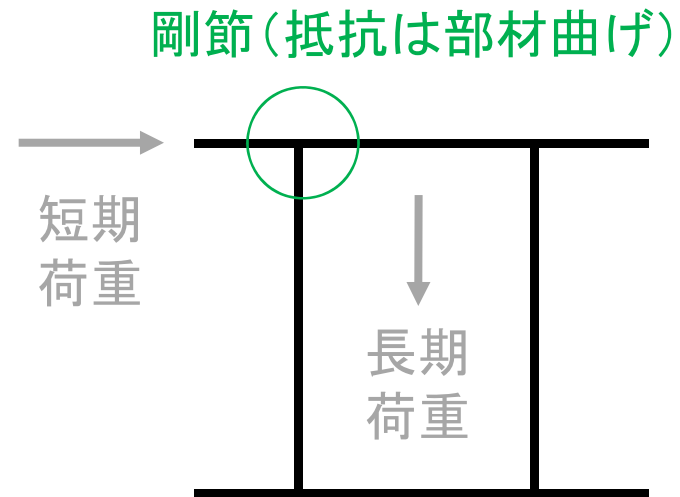 剛節（抵抗は部材曲げ）
短期
荷重
長期
荷重